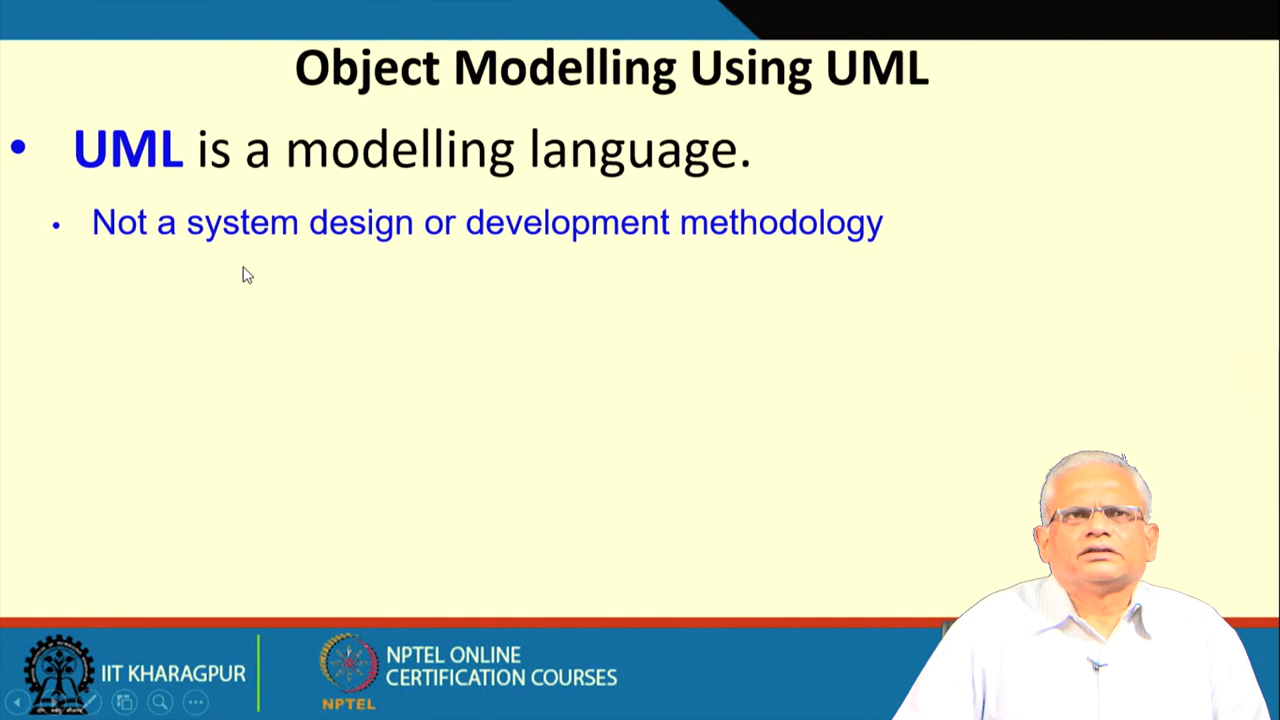 Object Modelling Using UML
• UML is a modelling language.
• Not a system design or development methodology
IIT KHARAGPUR
NPTEL ONLINE
CERTIFICATION COURSES
NPTEL